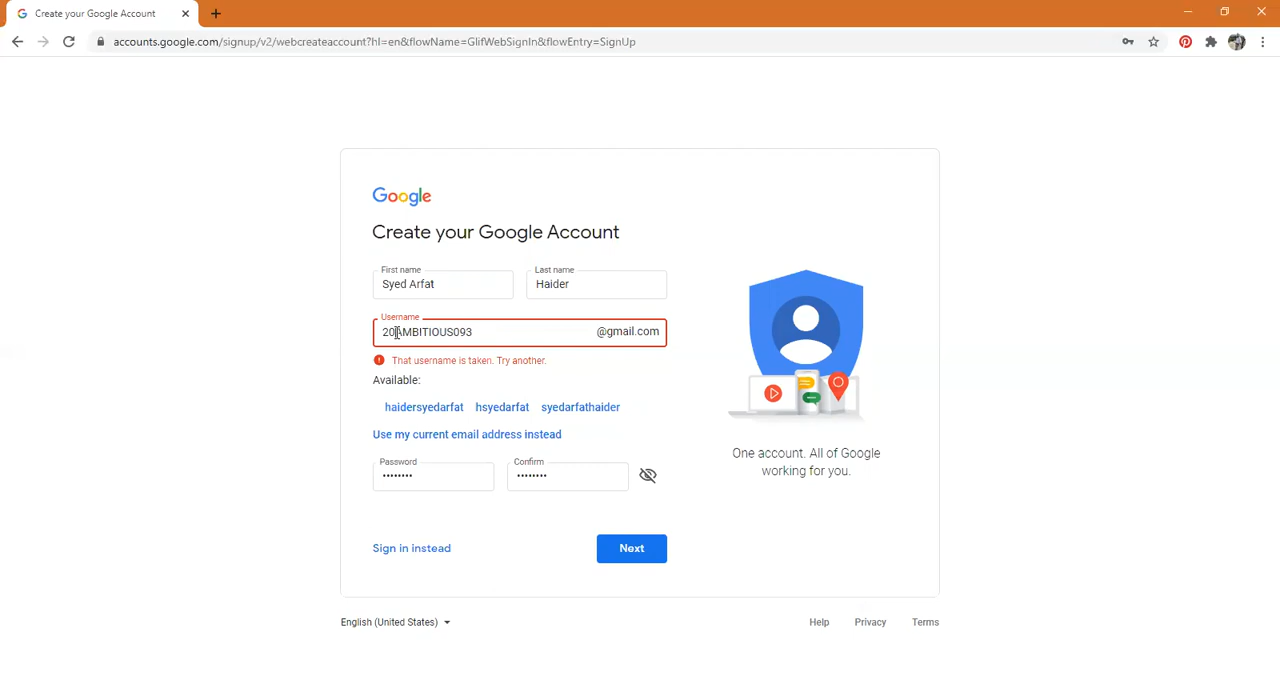 Create your Google Account
accounts.google.com/signup/v2/webcreateaccount?hl=en&flowName=GlifWebSignIn&flowEntry=SignUp
Google
Create your Google Account
First name
Syed Arfat
Last name
Haider
Username
20AMBITIOUS093
@gmail.com
That username is taken. Try another.
Available:
haidersyedarfat hsyedarfat syedarfathaider
Use my current email address instead
Password
••••••••
Confirm
••••••••
Sign in instead
Next
One account. All of Google
working for you.
English (United States)
Help Privacy Terms